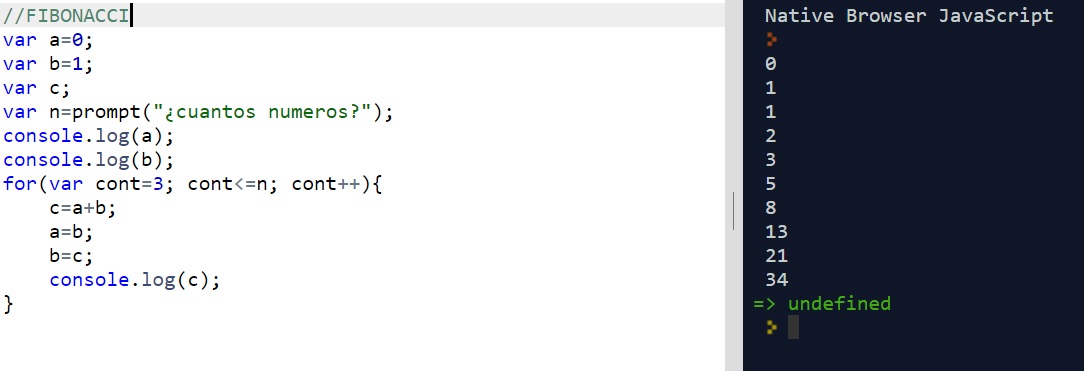 //FIBONACCI
var a=0;
var b=1;
var c;
var n=prompt("¿cuantos numeros?");
console.log(a);
console.log(b);
for(var cont=3; cont<=n; cont++){
    c=a+b;
    a=b;
    b=c;
    console.log(c);
}
Native Browser JavaScript
>
0
1
1
2
3
5
8
13
21
34
=> undefined
>